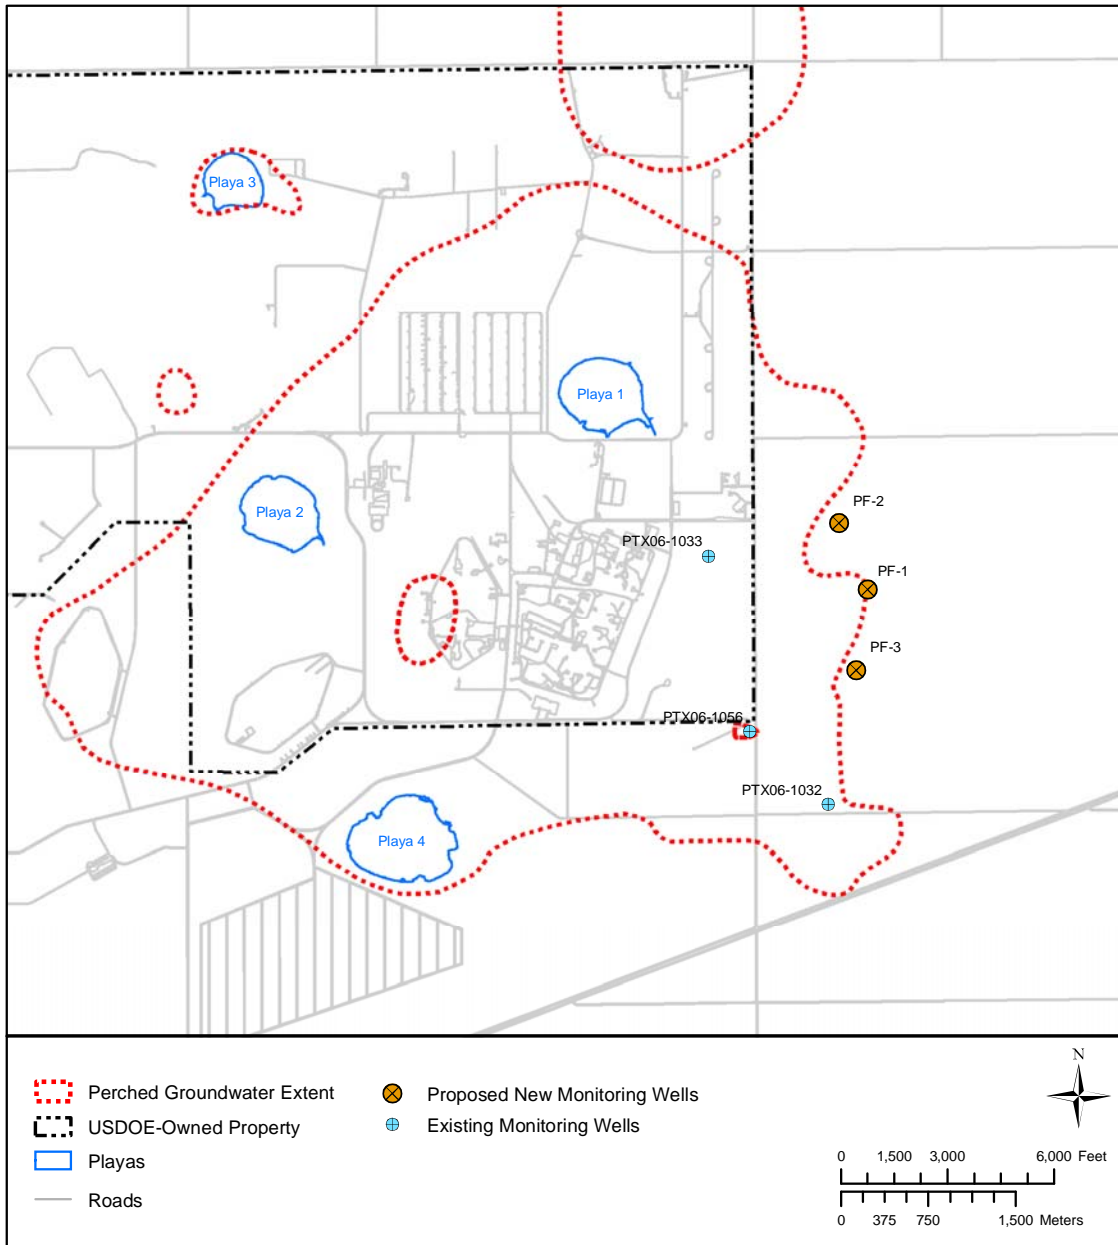 Playa 3
Playa 1
Playa 2
PF-2
PTX06-1033
PF-1
PF-3
PTX06-1056
PTX06-1032
Playa 4
Perched Groundwater Extent
USDOE-Owned Property
Playas
Roads
Proposed New Monitoring Wells
Existing Monitoring Wells
N
0 1,500 3,000 6,000 Feet
0 375 750 1,500 Meters